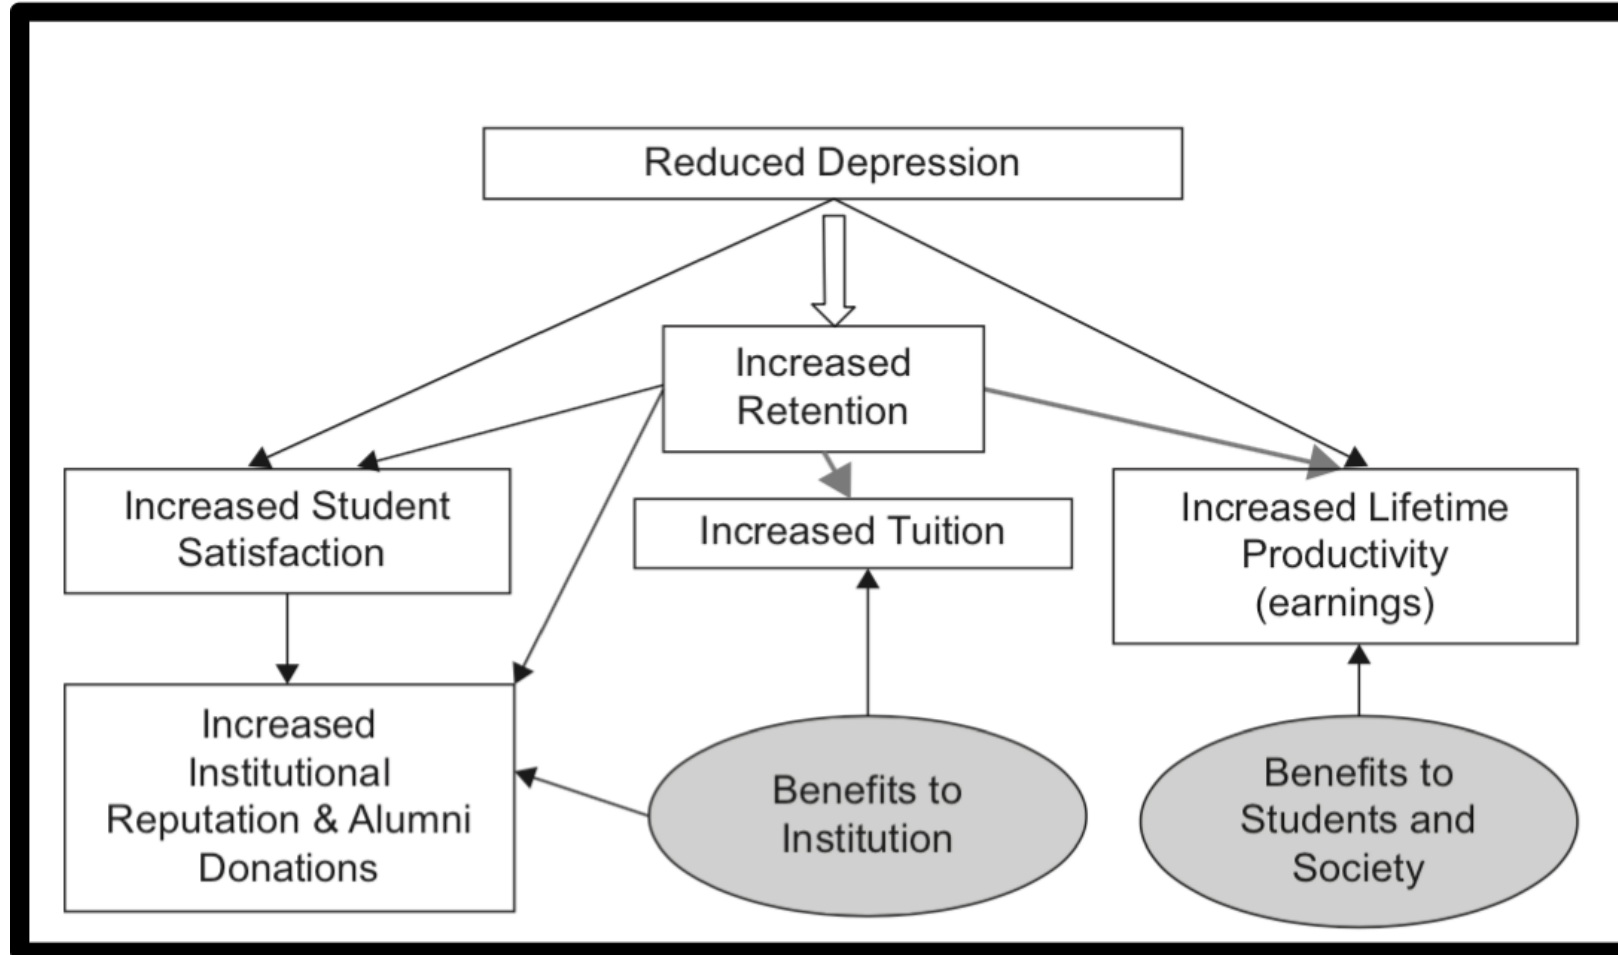 Reduced Depression
Increased
Retention
Increased Student
Satisfaction
Increased Tuition
Increased Lifetime
Productivity
(earnings)
Increased
Institutional
Reputation & Alumni
Donations
Benefits to
Institution
Benefits to
Students and
Society